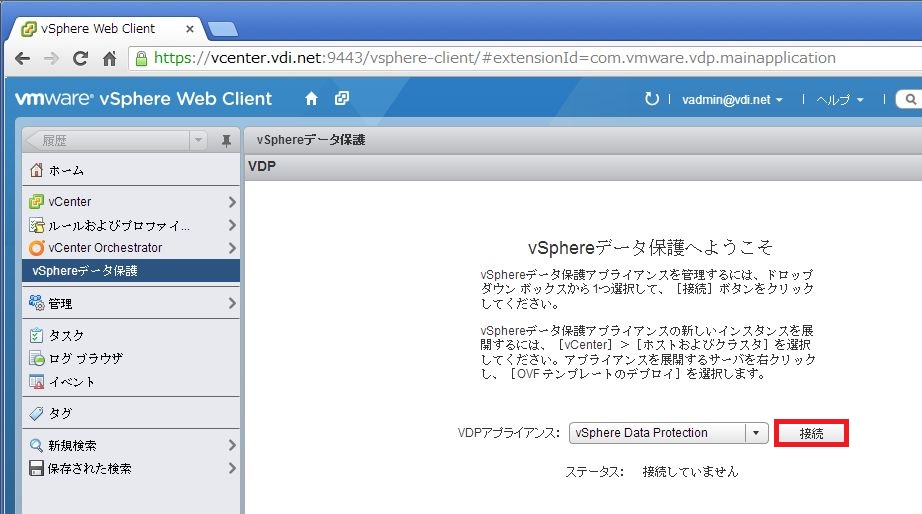 vSphere Web Client
https://vcenter.vdi.net:9443/vsphere-client/#extensionId=com.vmware.vdp.mainapplication
vmware® vSphere Web Client
vadmin@vdi.net
ヘルプ
履歴
ホーム
vCenter
ルールおよびプロファイ...
vCenter Orchestrator
vSphereデータ保護
管理
タスク
ログ ブラウザ
イベント
タグ
新規検索
保存された検索
vSphereデータ保護
VDP
vSphereデータ保護へようこそ
vSphereデータ保護アプライアンスを管理するには、ドロップ
ダウン ボックスから 1つ選択して、［接続］ボタンをクリック
してください。
vSphereデータ保護アプライアンスの新しいインスタンスを展
開するには、［vCenter］＞［ホストおよびクラスタ］を選択
してください。アプライアンスを展開するサーバを右クリック
し、［OVF テンプレートのデプロイ］を選択します。
VDPアプライアンス: vSphere Data Protection 接続
ステータス: 接続していません